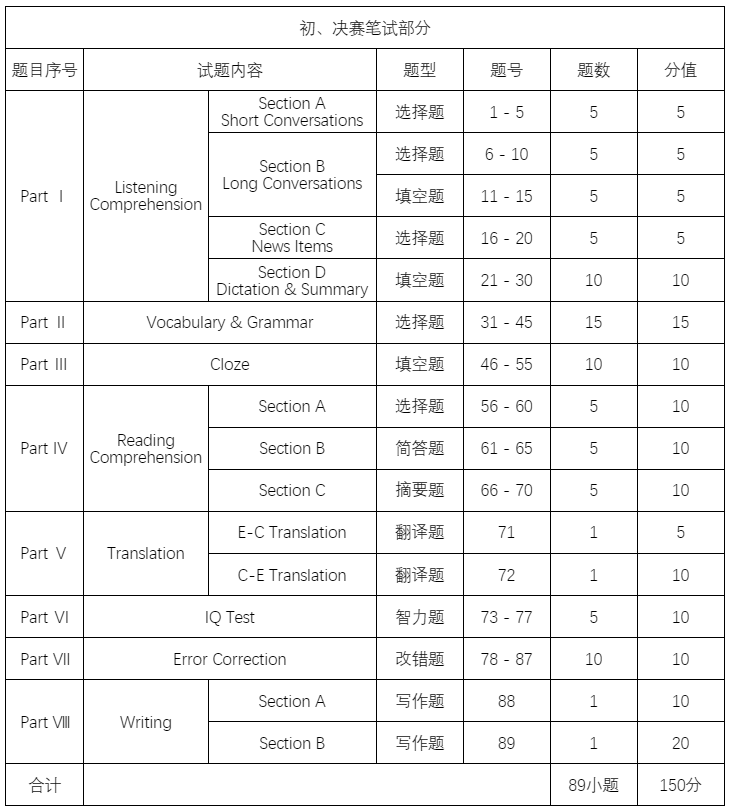 初、决赛笔试部分
题目序号 试题内容 题型 题号 题数 分值
Part Ⅰ Listening Comprehension Section A Short Conversations 选择题 1 - 5 5 5
Section B Long Conversations 选择题 6 - 10 5 5
填空题 11 - 15 5 5
Section C News Items 选择题 16 - 20 5 5
Section D Dictation & Summary 填空题 21 - 30 10 10
Part Ⅱ Vocabulary & Grammar 选择题 31 - 45 15 15
Part Ⅲ Cloze 填空题 46 - 55 10 10
Part Ⅳ Reading Comprehension Section A 选择题 56 - 60 5 10
Section B 简答题 61 - 65 5 10
Section C 摘要题 66 - 70 5 10
Part Ⅴ Translation E-C Translation 翻译题 71 1 5
C-E Translation 翻译题 72 1 10
Part Ⅵ IQ Test 智力题 73 - 77 5 10
Part Ⅶ Error Correction 改错题 78 - 87 10 10
Part Ⅷ Writing Section A 写作题 88 1 10
Section B 写作题 89 1 20
合计 89小题 150分